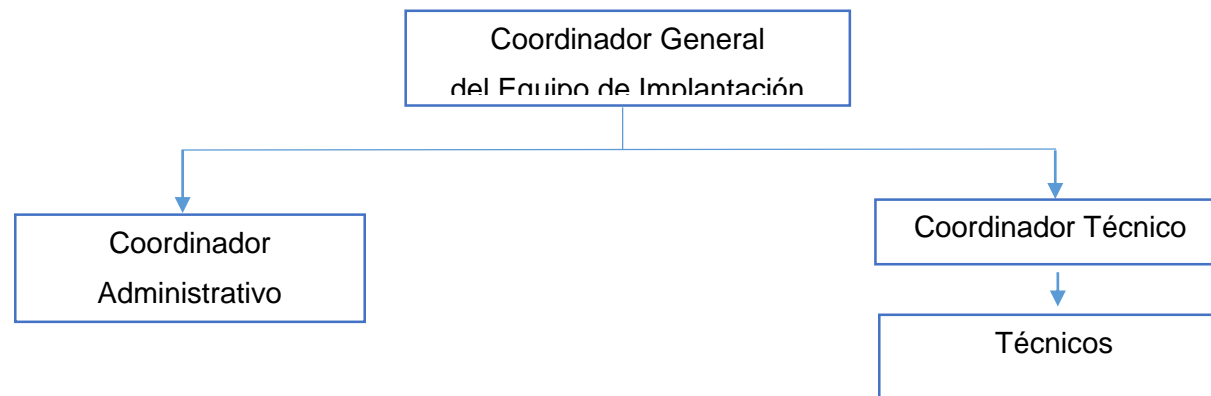 Coordinador General
del Equipo de Implantación
Coordinador
Administrativo
Coordinador Técnico
Técnicos